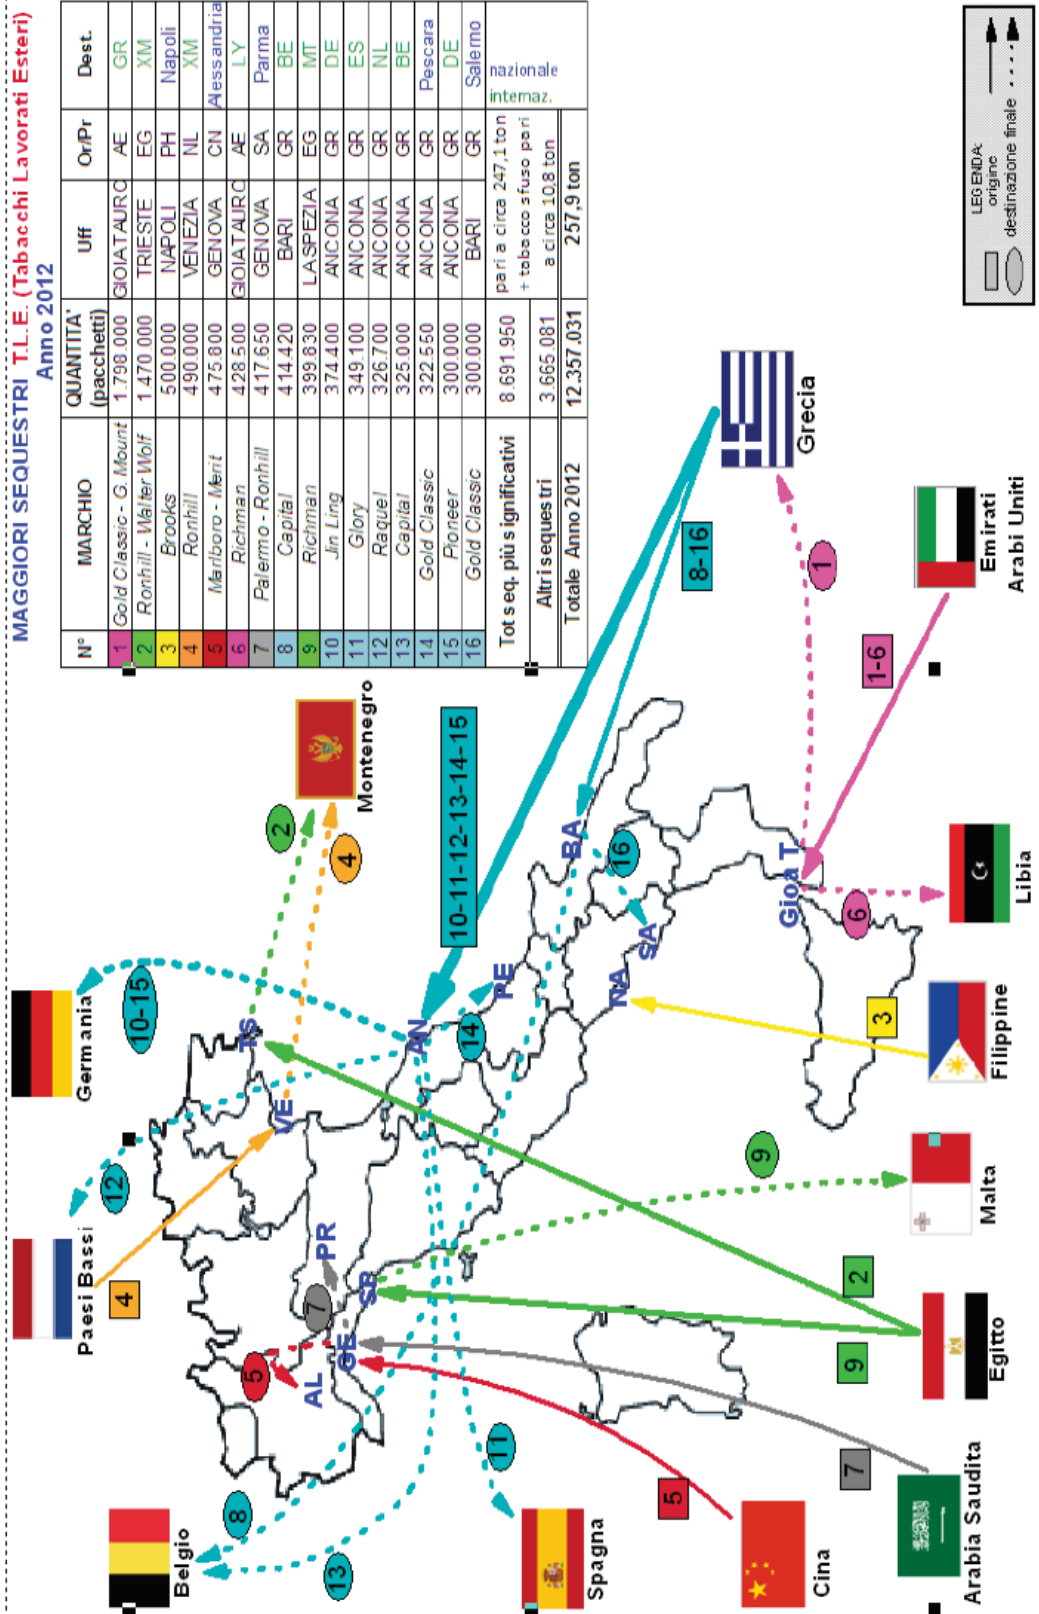 MAGGIORI SEQUESTRI T.L.E. (Tabacchi Lavorati Esteri)
Anno 2012
N° MARCHIO QUANTITA' (pacchetti) Uff Or/Pr Dest.
1 Gold Classic - G. Mount 1.798.000 GIOIATAURO AE GR
2 Ronhill - Walter Wolf 1.470.000 TRIESTE EG XM
3 Brooks 500.000 NAPOLI PH Napoli
4 Ronhill 490.000 VENEZIA NL XM
5 Marlboro - Merit 475.800 GENOVA CN Alessandria
6 Richman 428.500 GIOIATAURO AE LY
7 Palermo - Ronhill 417.650 GENOVA SA Parma
8 Capital 414.420 BARI GR BE
9 Richman 399.830 LASPEZIA EG MT
10 Jin Ling 374.400 ANCONA GR DE
11 Glory 349.100 ANCONA GR ES
12 Raquel 326.700 ANCONA GR NL
13 Capital 325.000 ANCONA GR BE
14 Gold Classic 322.550 ANCONA GR Pescara
15 Pioneer 300.000 ANCONA GR DE
16 Gold Classic 300.000 BARI GR Salerno
Tot seq. più significativi 8.691.950 pari a circa 247,1 ton nazionale
+ tabacco sfuso pari internaz.
Altri sequestri 3.665.081 a circa 10,8 ton
Totale Anno 2012 12.357.031 257,9 ton
LEGENDA:
origine
destinazione finale
Belgio
Paesi Bassi
Germania
Montenegro
Grecia
Emirati
Arabi Uniti
Libia
Filippine
Malta
Egitto
Arabia Saudita
Cina
Spagna
8
13
4
12
10-15
2
4
10-11-12-13-14-15
8-16
1
1-6
6
3
9
2
9
7
5
11
5
7
14
16
TS
VE
PR
SP
GE
AL
AN
PE
BA
SA
NA
Gioa T.